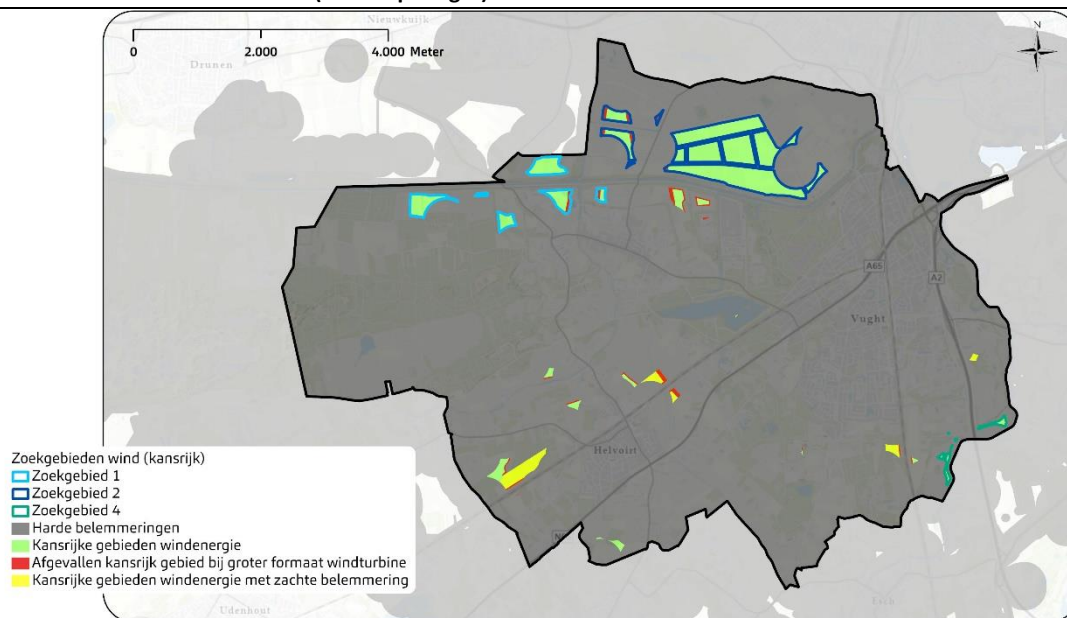 Nieuwkuijk
N
0 2.000 4.000 Meter
Drunen
A65
A2
Vught
Helvoirt
Zoekgebieden wind (kansrijk)
Zoekgebied 1
Zoekgebied 2
Zoekgebied 4
Harde belemmeringen
Kansrijke gebieden windenergie
Afgevallen kansrijk gebied bij groter formaat windturbine
Kansrijke gebieden windenergie met zachte belemmering
Udenhout
Esch